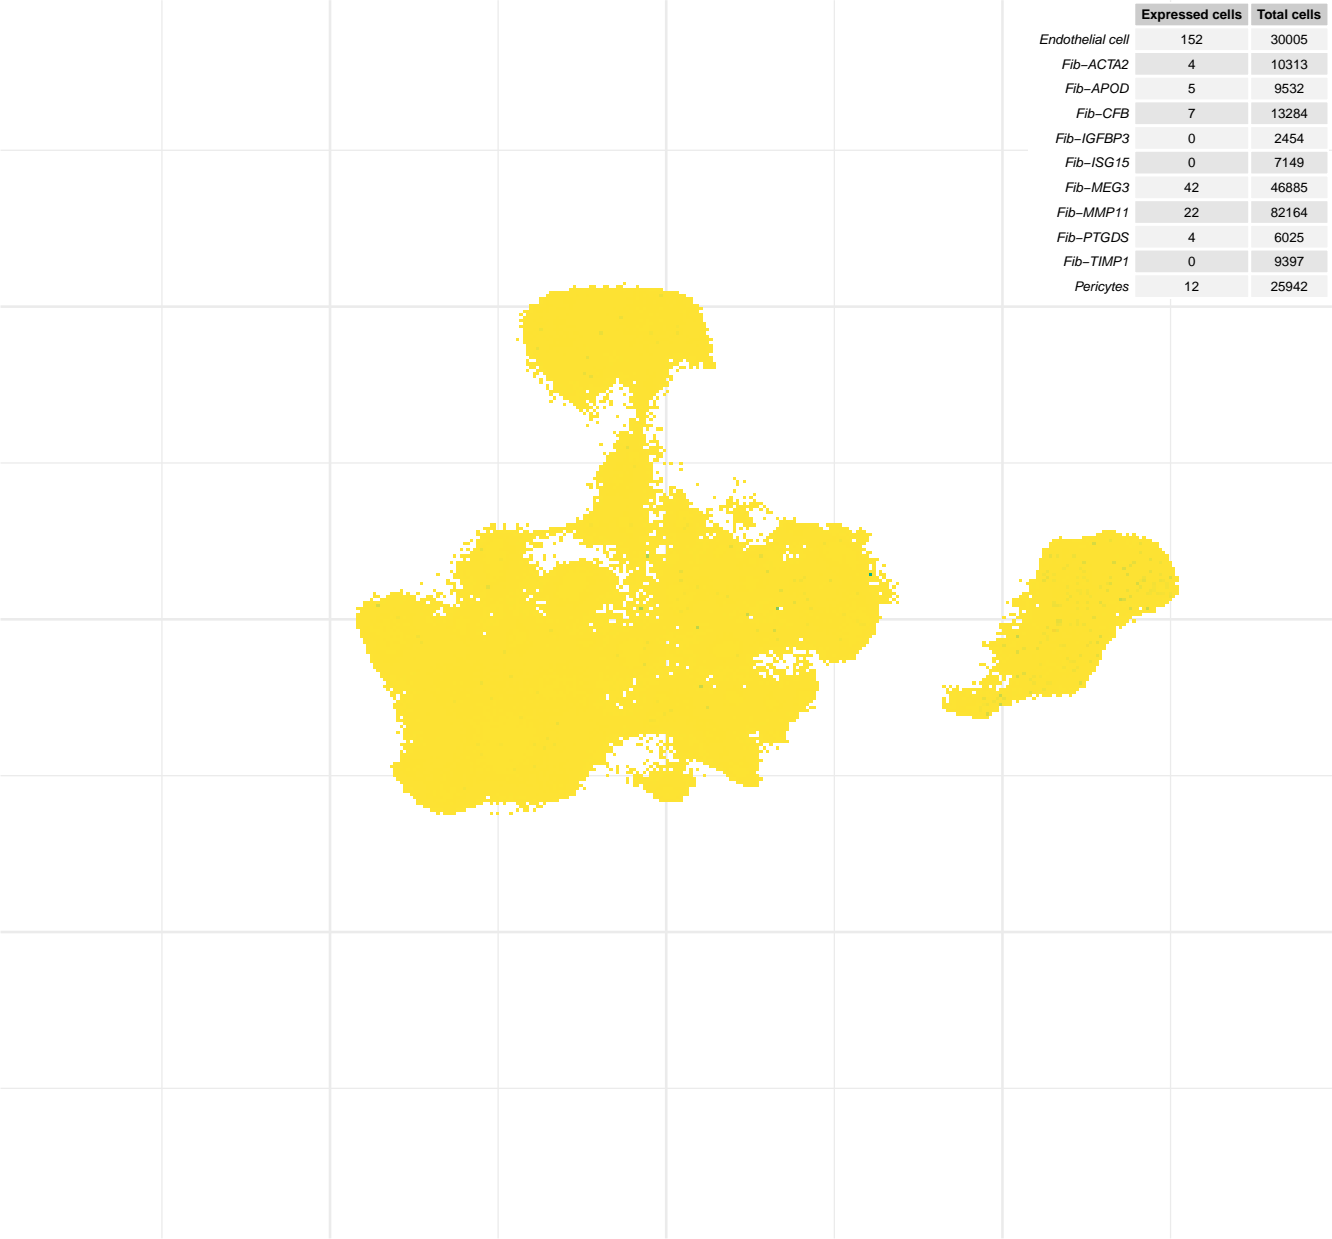 Expressed cells Total cells
Endothelial cell 152 30005
Fib−ACTA2 4 10313
Fib−APOD 5 9532
Fib−CFB 7 13284
Fib−IGFBP3 0 2454
Fib−ISG15 0 7149
Fib−MEG3 42 46885
Fib−MMP11 22 82164
Fib−PTGDS 4 6025
Fib−TIMP1 0 9397
Pericytes 12 25942